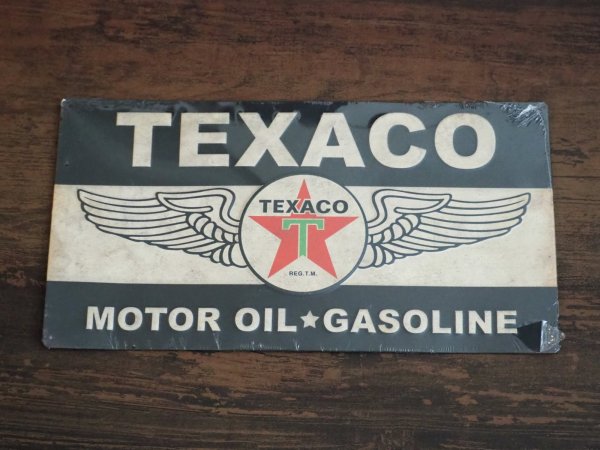 TEXACO
TEXACO
T
REG. T.M.
MOTOR OIL★GASOLINE